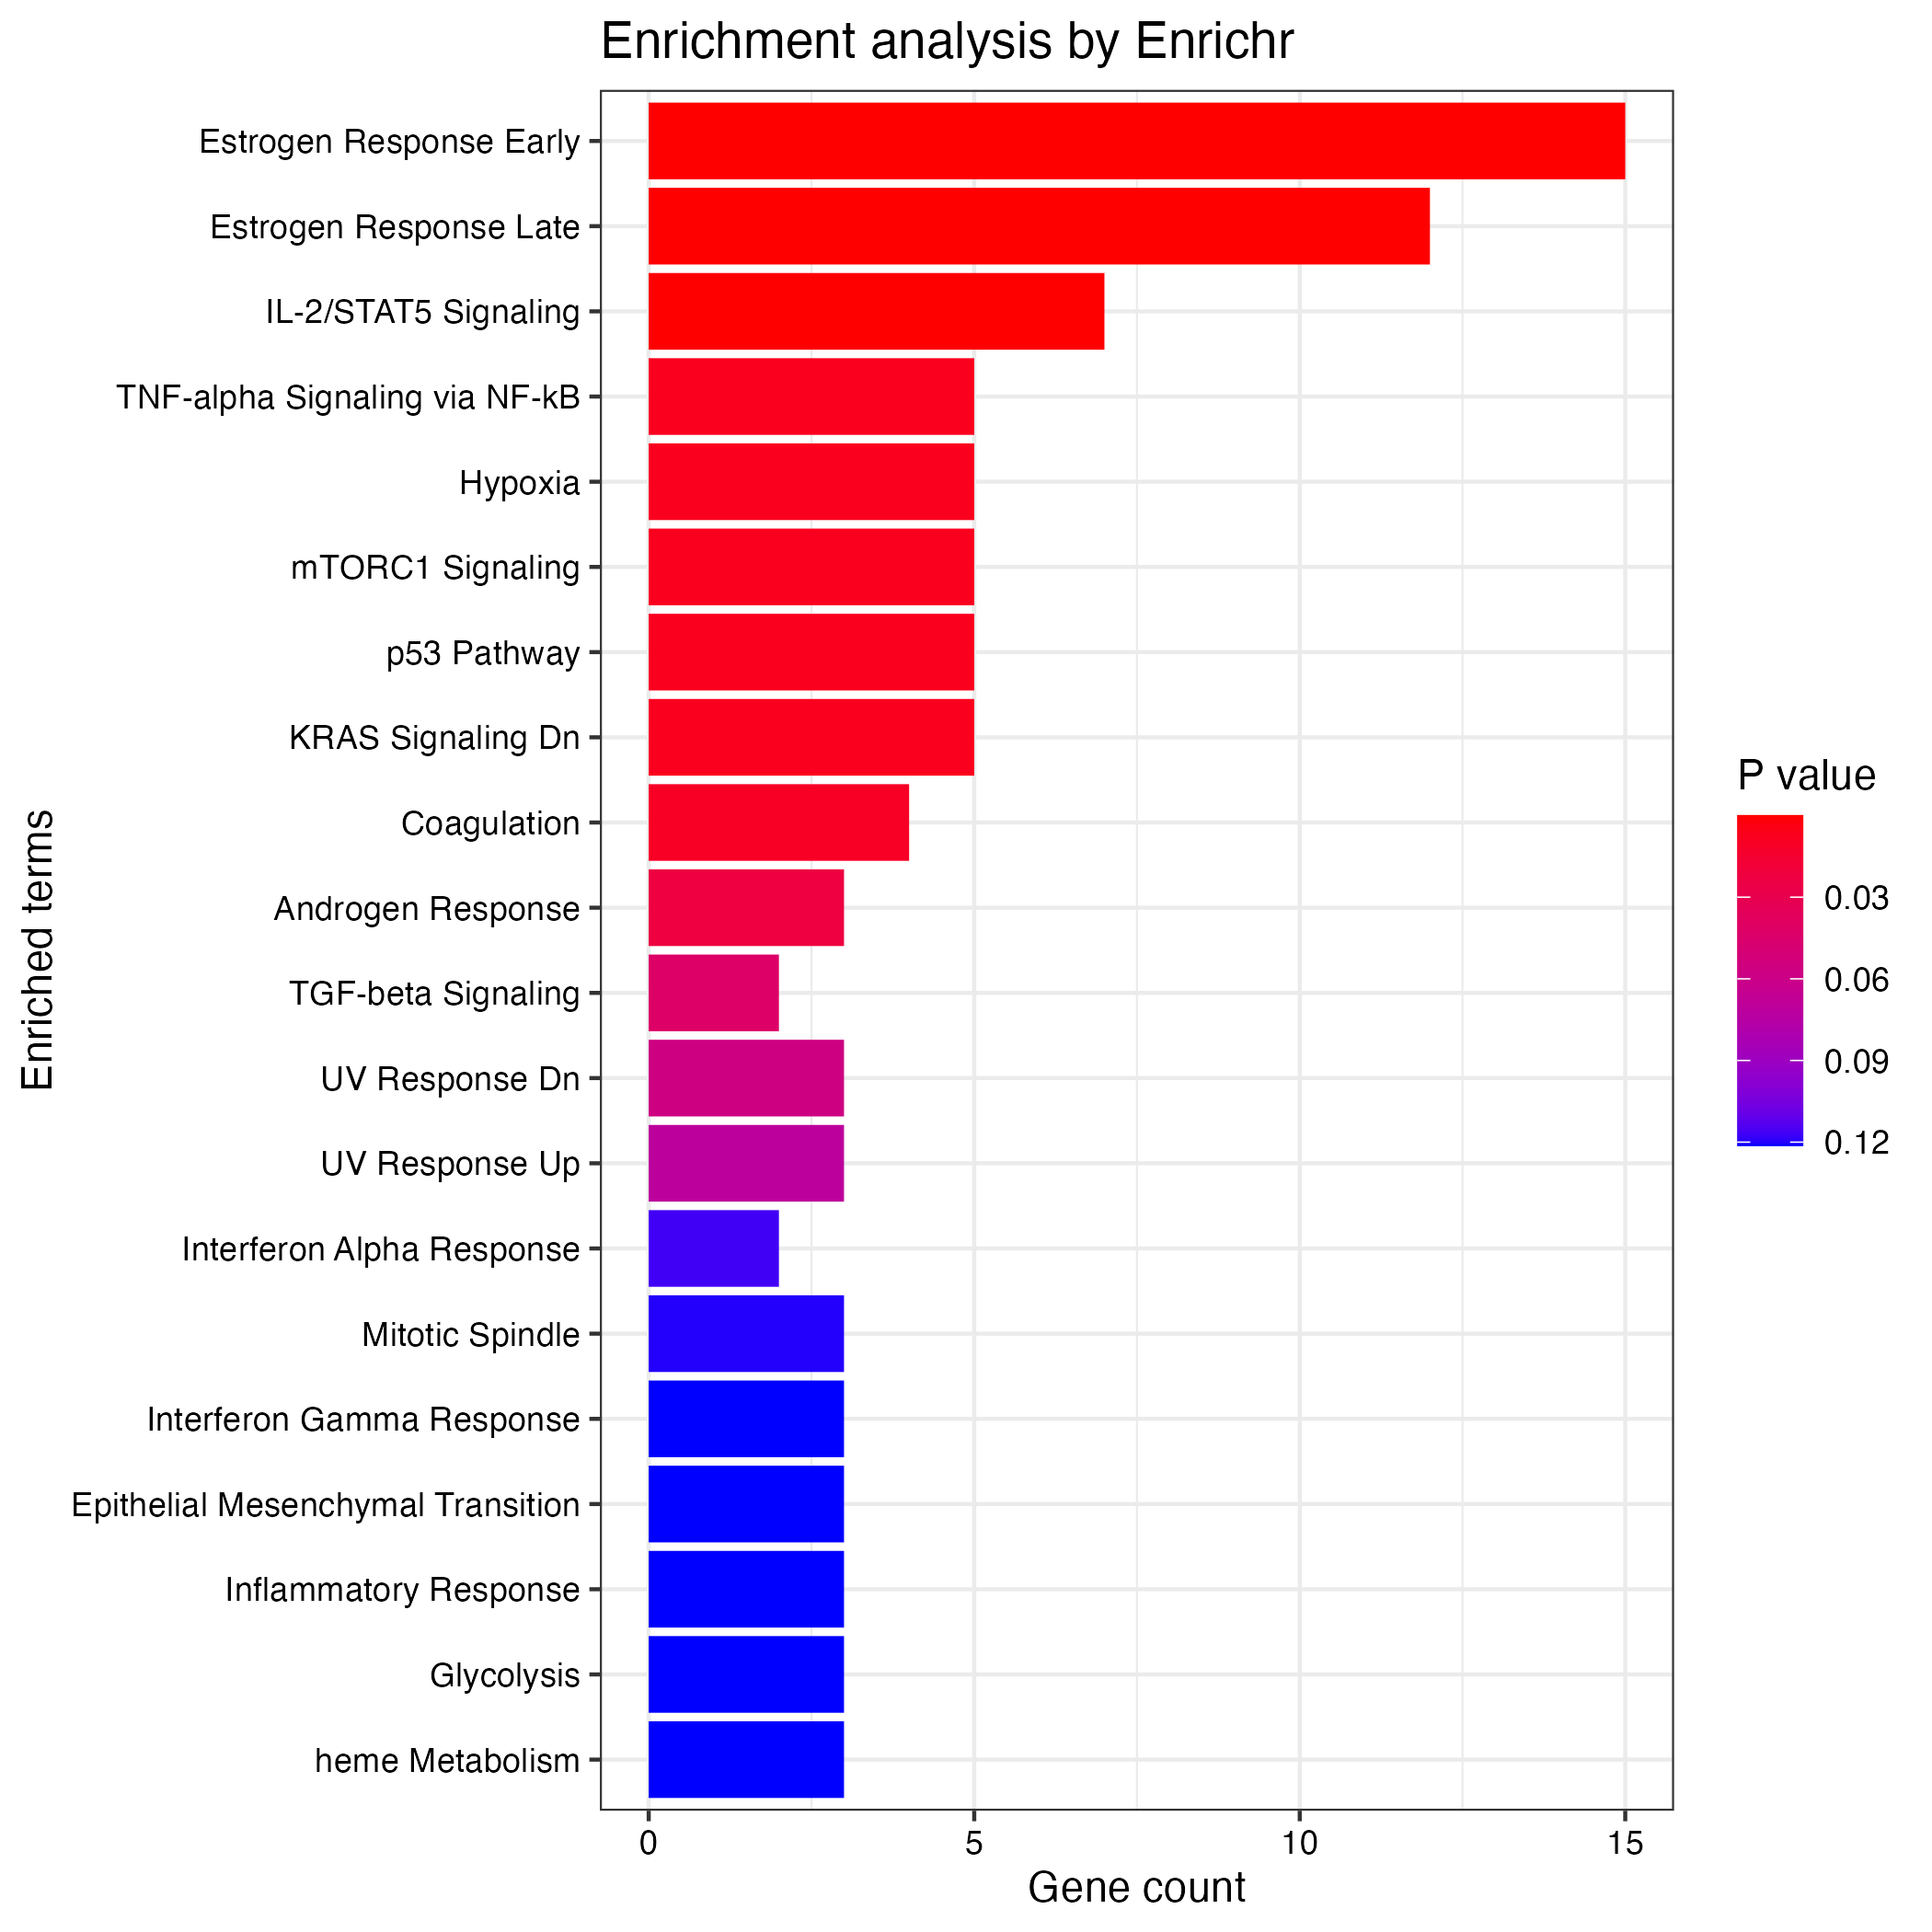 Enrichment analysis by Enrichr
Estrogen Response Early
Estrogen Response Late
IL-2/STAT5 Signaling
TNF-alpha Signaling via NF-kB
Hypoxia
mTORC1 Signaling
p53 Pathway
KRAS Signaling Dn
Coagulation
Androgen Response
TGF-beta Signaling
UV Response Dn
UV Response Up
Interferon Alpha Response
Mitotic Spindle
Interferon Gamma Response
Epithelial Mesenchymal Transition
Inflammatory Response
Glycolysis
heme Metabolism
Enriched terms
0 5 10 15
Gene count
P value
0.03
0.06
0.09
0.12